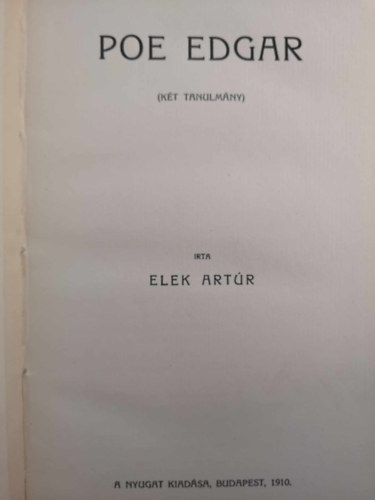 POE EDGAR
(KÉT TANULMÁNY)
IRTA
ELEK ARTÚR
A NYUGAT KIADÁSA, BUDAPEST, 1910.